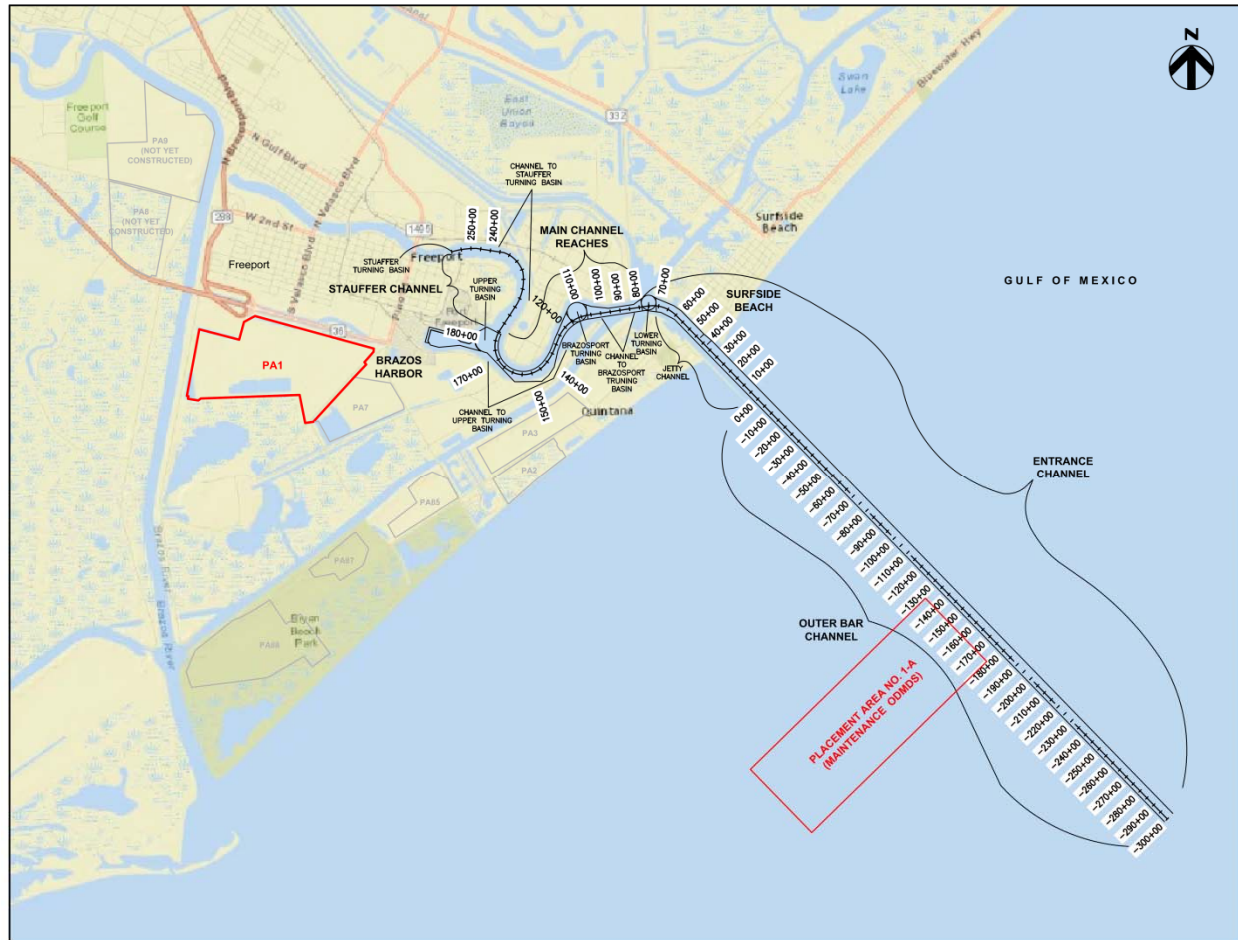 N
Freeport
Golf
Course
PA9
(NOT YET
CONSTRUCTED)
PA8
(NOT YET
CONSTRUCTED)
N Gulf Blvd
N Velasco Blvd
W 2nd St
S Velasco Blvd
288
1495
36
332
Freeport
East
Union
Bayou
Swan
Lake
Bluewater Hwy
Surfside
Beach
GULF OF MEXICO
CHANNEL TO
STAUFFER
TURNING BASIN
MAIN CHANNEL
REACHES
250+00
240+00
STUAFFER
TURNING BASIN
Freeport
STAUFFER CHANNEL
UPPER
TURNING
BASIN
Port
Freeport
120+00
110+00
100+00
90+00
80+00
70+00
60+00
50+00
40+00
30+00
20+00
10+00
SURFSIDE
BEACH
180+00
170+00
BRAZOS
HARBOR
BRAZOSPORT
TURNING
BASIN
CHANNEL
TO
BRAZOSPORT
TRUNING
BASIN
LOWER
TURNING
BASIN
JETTY
CHANNEL
140+00
150+00
CHANNEL TO
UPPER TURNING
BASIN
Quintana
PA1
PA7
PA3
PA2
PA85
PA87
PA86
Bryan
Beach
Park
Brazos River
Brazos River
ENTRANCE
CHANNEL
OUTER BAR
CHANNEL
PLACEMENT AREA NO. 1-A
(MAINTENANCE ODMDS)
0+00
-10+00
-20+00
-30+00
-40+00
-50+00
-60+00
-70+00
-80+00
-90+00
-100+00
-110+00
-120+00
-130+00
-140+00
-150+00
-160+00
-170+00
-180+00
-190+00
-200+00
-210+00
-220+00
-230+00
-240+00
-250+00
-260+00
-270+00
-280+00
-290+00
-300+00